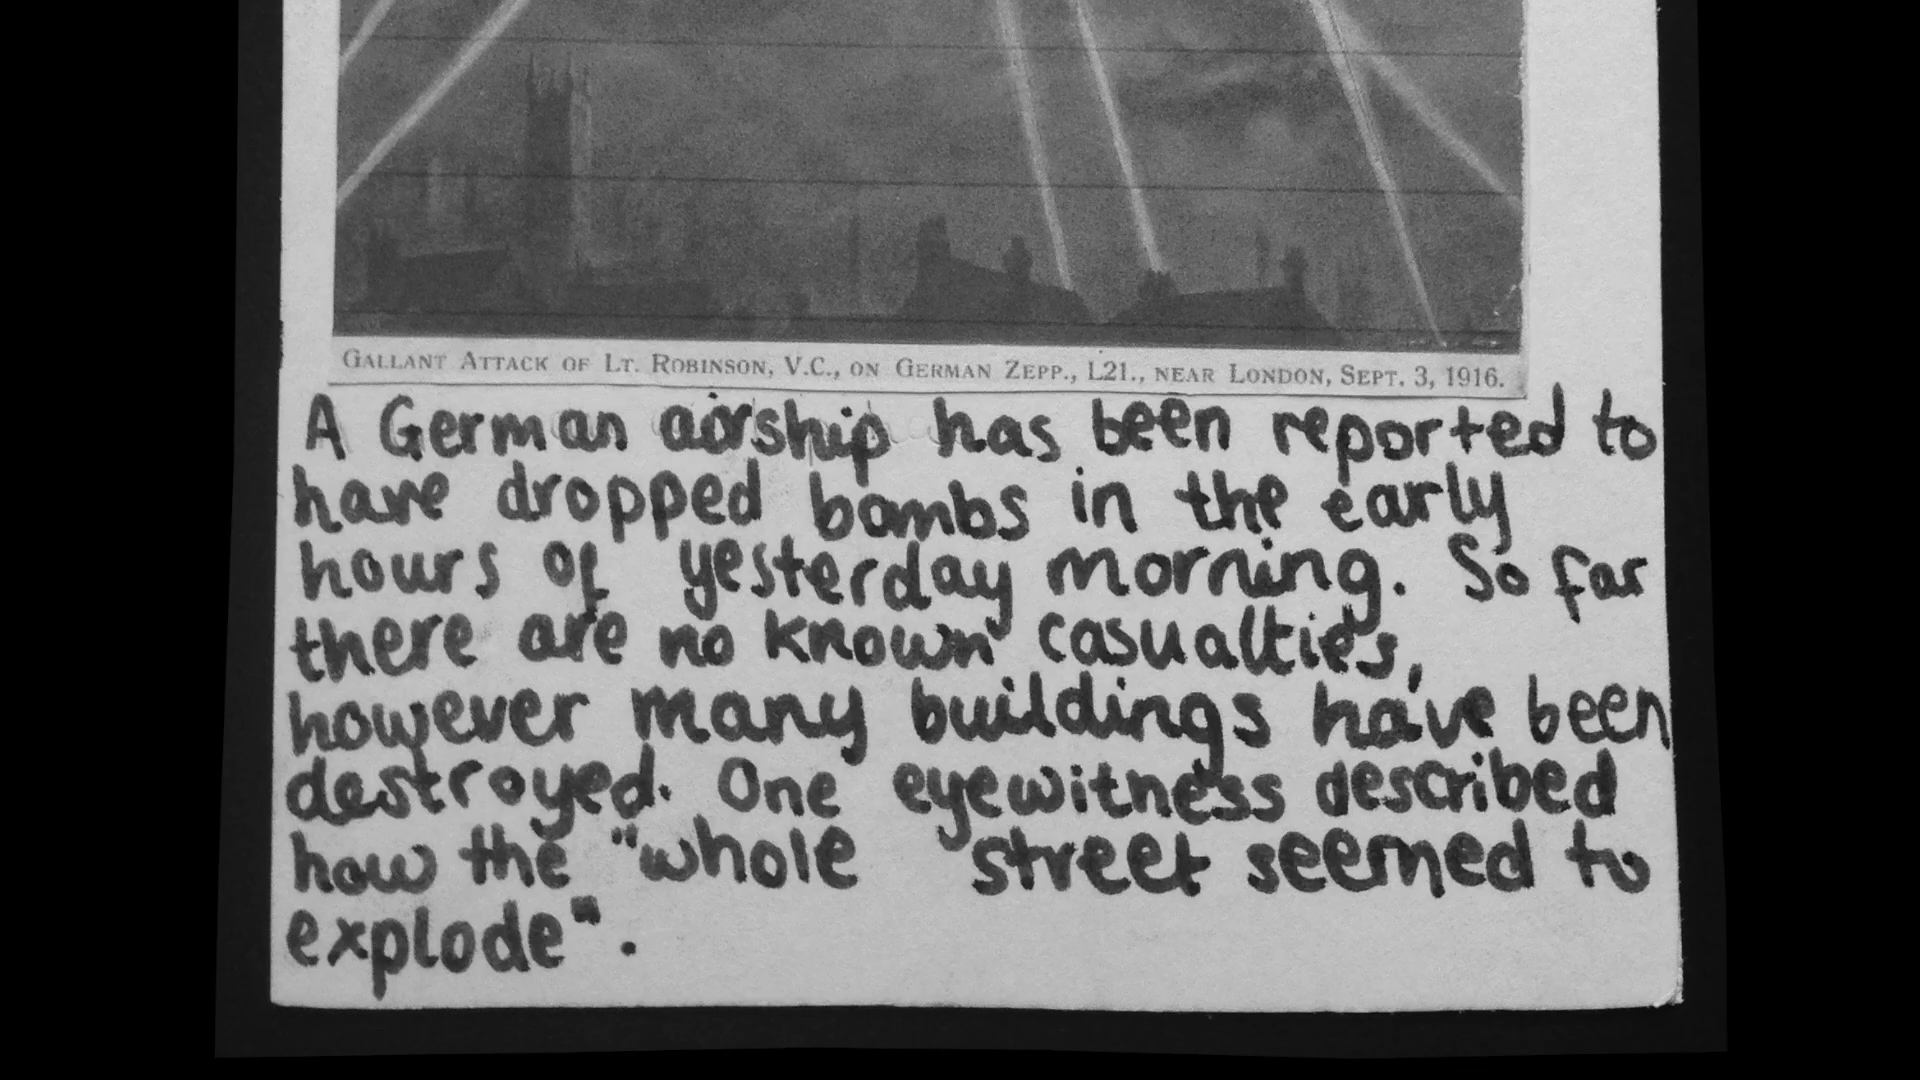 GALLANT ATTACK OF LT. ROBINSON, V.C., ON GERMAN ZEPP., L21., NEAR LONDON, SEPT. 3, 1916.
A German airship has been reported to
have dropped bombs in the early
hours of yesterday morning. So far
there are no known casualties,
however many buildings have been
destroyed. One eyewitness described
how the "whole "street seemed to
explode".